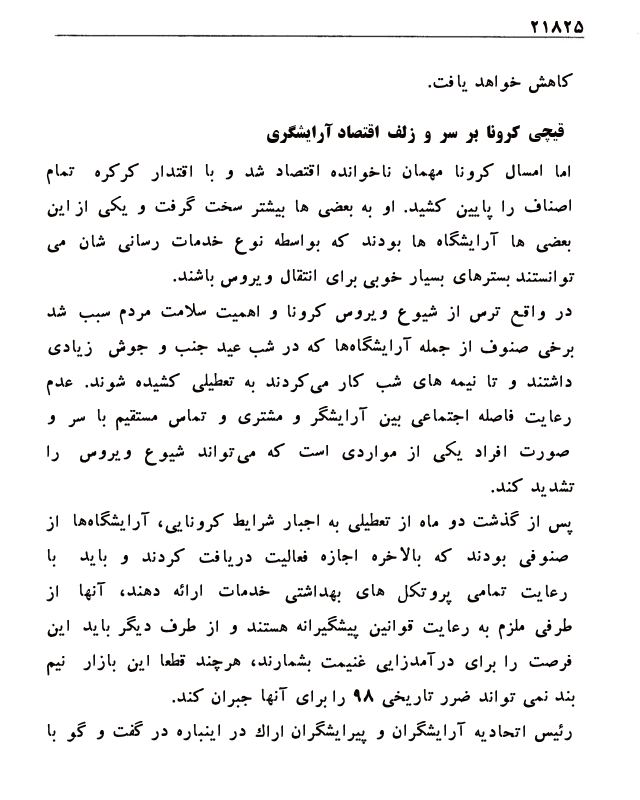 ۲۱۸۲۵
کاهش خواهد یافت.
قیچی کرونا بر سر و زلف اقتصاد آرایشگری
اما امسال کرونا مهمان ناخوانده اقتصاد شد و با اقتدار کرکره تمام
اصناف را پایین کشید. او به بعضی ها بیشتر سخت گرفت و یکی از این
بعضی ها آرایشگاه ها بودند که بواسطه نوع خدمات رسانی شان می
توانستند بسترهای بسیار خوبی برای انتقال ویروس باشند.
در واقع ترس از شیوع ویروس کرونا و اهمیت سلامت مردم سبب شد
برخی صنوف از جمله آرایشگاه‌ها که در شب عید جنب و جوش زیادی
داشتند و تا نیمه های شب کار می‌کردند به تعطیلی کشیده شوند. عدم
رعایت فاصله اجتماعی بین آرایشگر و مشتری و تماس مستقیم با سر و
صورت افراد یکی از مواردی است که می‌تواند شیوع ویروس را
تشدید کند.
پس از گذشت دو ماه از تعطیلی به اجبار شرایط کرونایی، آرایشگاه‌ها از
صنوفی بودند که بالاخره اجازه فعالیت دریافت کردند و باید با
رعایت تمامی پروتکل های بهداشتی خدمات ارائه دهند، آنها از
طرفی ملزم به رعایت قوانین پیشگیرانه هستند و از طرف دیگر باید این
فرصت را برای درآمدزایی غنیمت بشمارند، هرچند قطعا این بازار نیم
بند نمی تواند ضرر تاریخی ۹۸ را برای آنها جبران کند.
رئیس اتحادیه آرایشگران و پیرایشگران اراك در اینباره در گفت و گو با